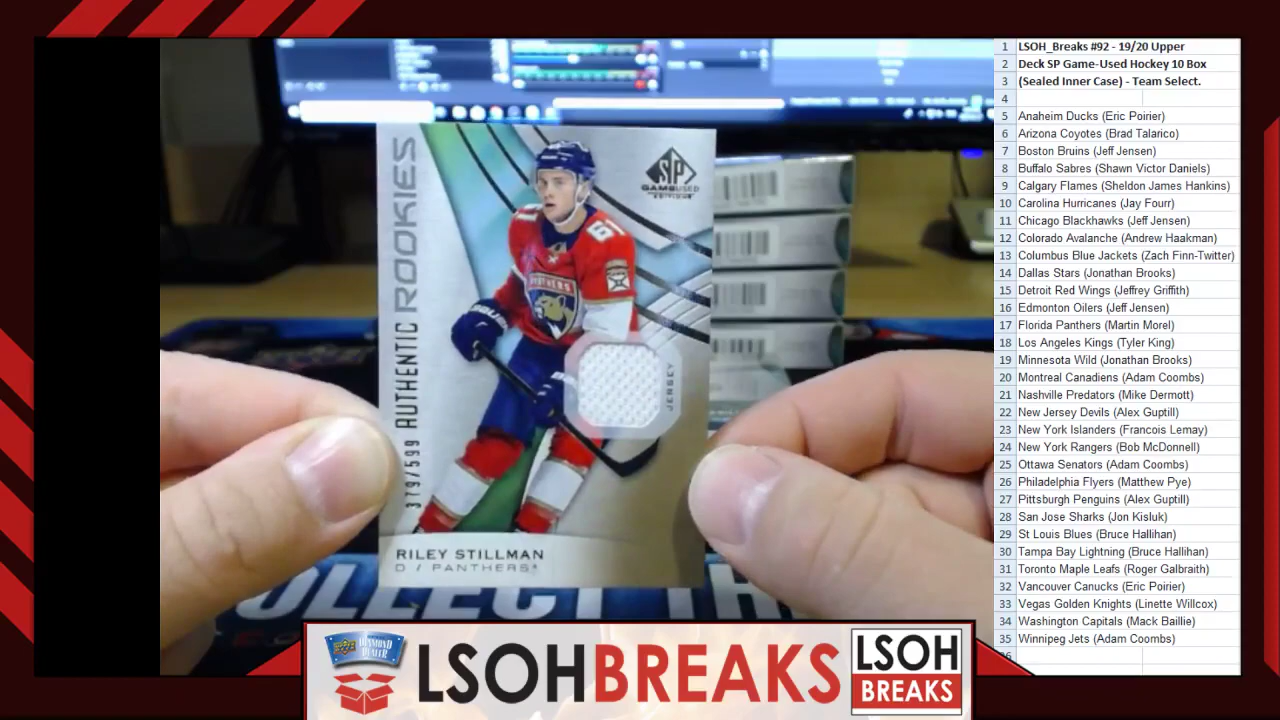 AUTHENTIC ROOKIES
379/599
SP
GAMEUSED
EDITION
61
PANTHERS
JERSEY
RILEY STILLMAN
D / PANTHERS
COLLECT TH
UPPER DECK DIAMOND DEALER
LSOHBREAKS
LSOH
BREAKS
1 LSOH_Breaks #92 - 19/20 Upper
2 Deck SP Game-Used Hockey 10 Box
3 (Sealed Inner Case) - Team Select.
4
5 Anaheim Ducks (Eric Poirier)
6 Arizona Coyotes (Brad Talarico)
7 Boston Bruins (Jeff Jensen)
8 Buffalo Sabres (Shawn Victor Daniels)
9 Calgary Flames (Sheldon James Hankins)
10 Carolina Hurricanes (Jay Fourr)
11 Chicago Blackhawks (Jeff Jensen)
12 Colorado Avalanche (Andrew Haakman)
13 Columbus Blue Jackets (Zach Finn-Twitter)
14 Dallas Stars (Jonathan Brooks)
15 Detroit Red Wings (Jeffrey Griffith)
16 Edmonton Oilers (Jeff Jensen)
17 Florida Panthers (Martin Morel)
18 Los Angeles Kings (Tyler King)
19 Minnesota Wild (Jonathan Brooks)
20 Montreal Canadiens (Adam Coombs)
21 Nashville Predators (Mike Dermott)
22 New Jersey Devils (Alex Guptill)
23 New York Islanders (Francois Lemay)
24 New York Rangers (Bob McDonnell)
25 Ottawa Senators (Adam Coombs)
26 Philadelphia Flyers (Matthew Pye)
27 Pittsburgh Penguins (Alex Guptill)
28 San Jose Sharks (Jon Kisluk)
29 St Louis Blues (Bruce Hallihan)
30 Tampa Bay Lightning (Bruce Hallihan)
31 Toronto Maple Leafs (Roger Galbraith)
32 Vancouver Canucks (Eric Poirier)
33 Vegas Golden Knights (Linette Willcox)
34 Washington Capitals (Mack Baillie)
35 Winnipeg Jets (Adam Coombs)